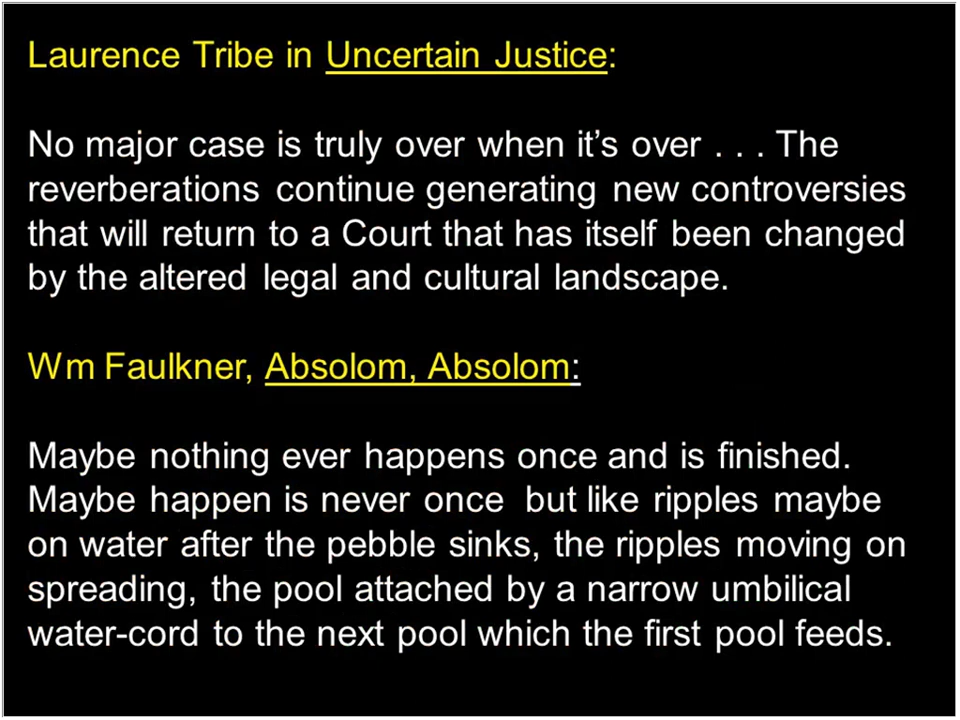 Laurence Tribe in Uncertain Justice:
No major case is truly over when it’s over . . . The
reverberations continue generating new controversies
that will return to a Court that has itself been changed
by the altered legal and cultural landscape.
Wm Faulkner, Absolom, Absolom:
Maybe nothing ever happens once and is finished.
Maybe happen is never once  but like ripples maybe
on water after the pebble sinks, the ripples moving on
spreading, the pool attached by a narrow umbilical
water-cord to the next pool which the first pool feeds.